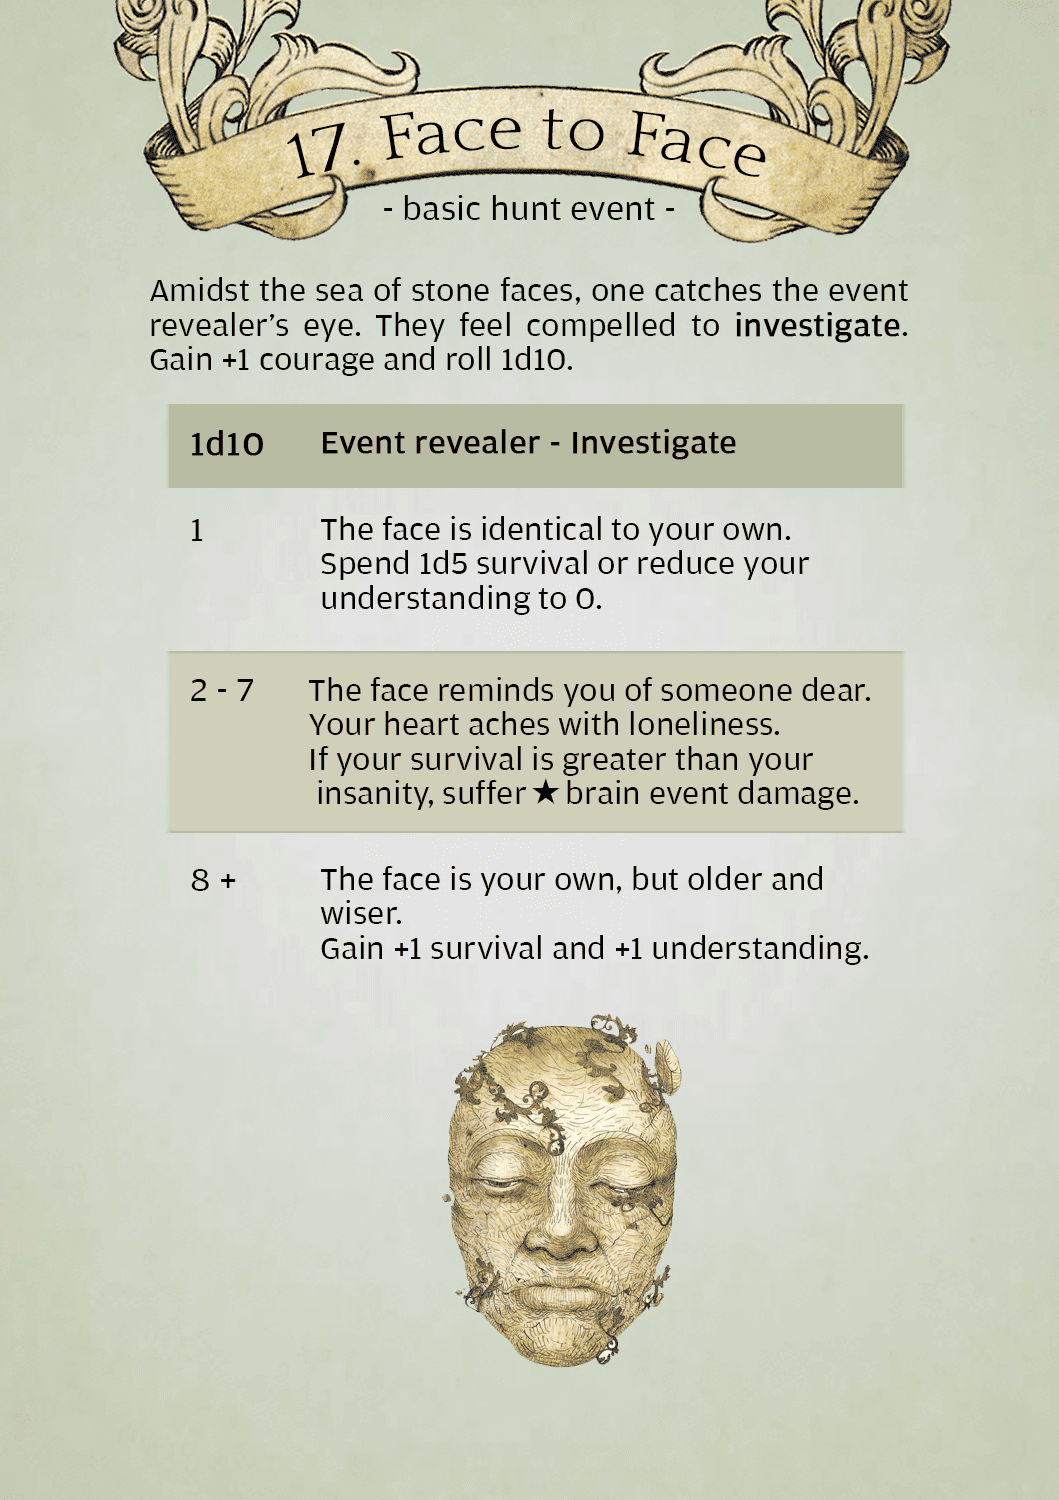 17. Face to Face
- basic hunt event -
Amidst the sea of stone faces, one catches the event
revealer’s eye. They feel compelled to investigate.
Gain +1 courage and roll 1d10.
1d10 Event revealer - Investigate
1 The face is identical to your own.
Spend 1d5 survival or reduce your
understanding to 0.
2 - 7 The face reminds you of someone dear.
Your heart aches with loneliness.
If your survival is greater than your
insanity, suffer ★ brain event damage.
8 + The face is your own, but older and
wiser.
Gain +1 survival and +1 understanding.